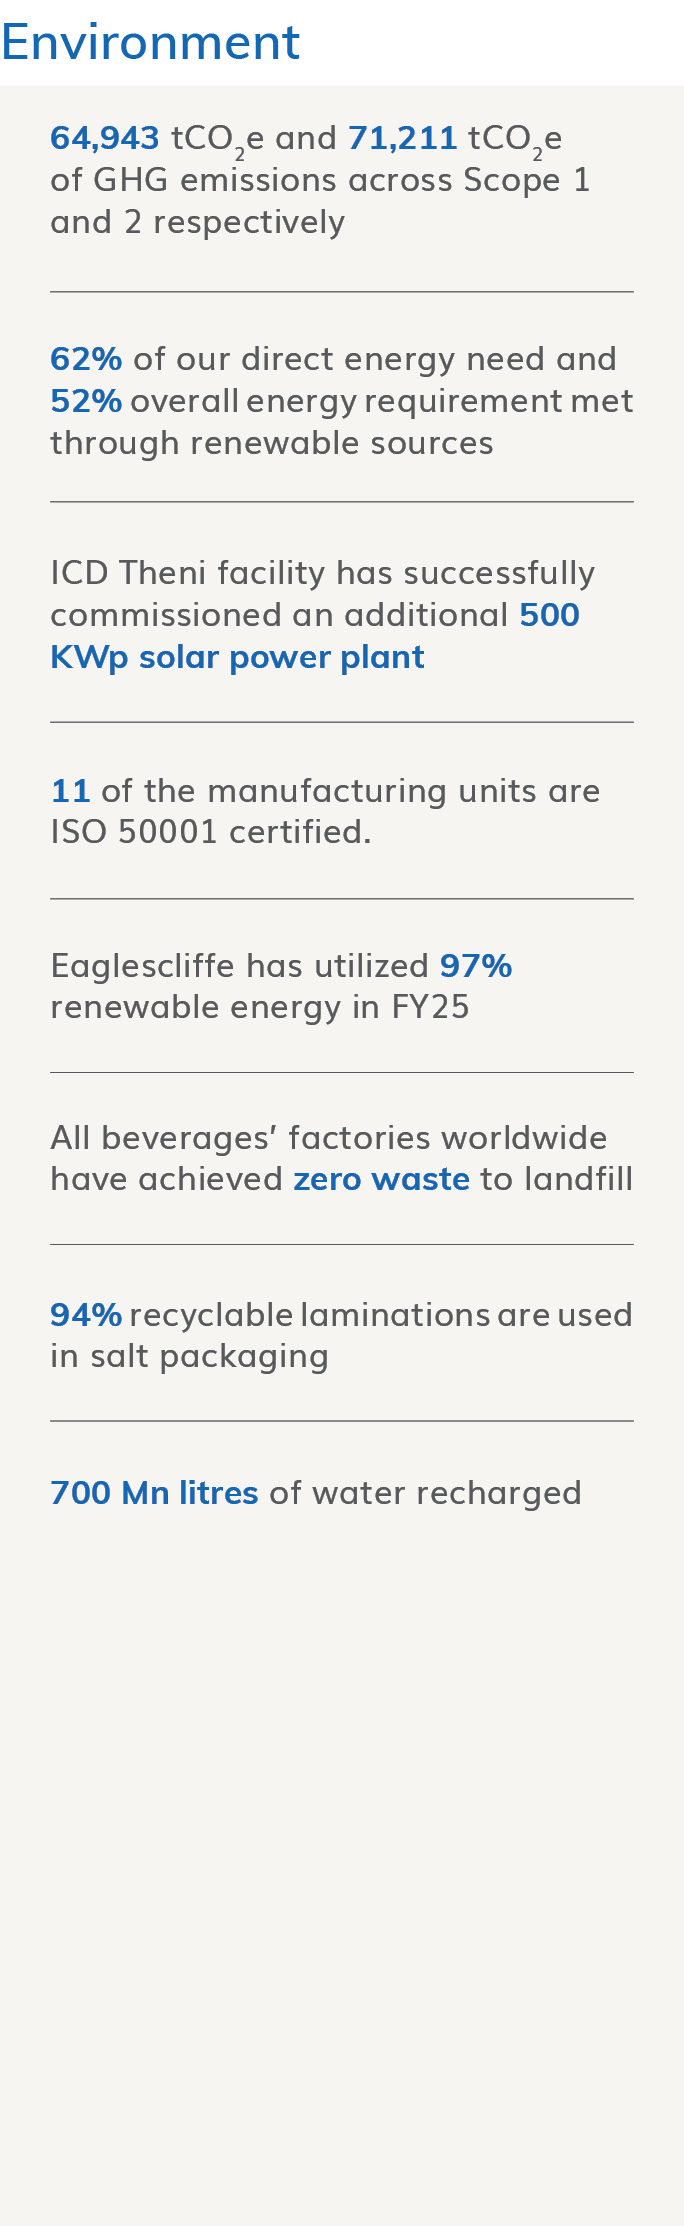 Environment
64,943 tCO₂e and 71,211 tCO₂e
of GHG emissions across Scope 1
and 2 respectively
62% of our direct energy need and
52% overall energy requirement met
through renewable sources
ICD Theni facility has successfully
commissioned an additional 500
KWp solar power plant
11 of the manufacturing units are
ISO 50001 certified.
Eaglescliffe has utilized 97%
renewable energy in FY25
All beverages’ factories worldwide
have achieved zero waste to landfill
94% recyclable laminations are used
in salt packaging
700 Mn litres of water recharged